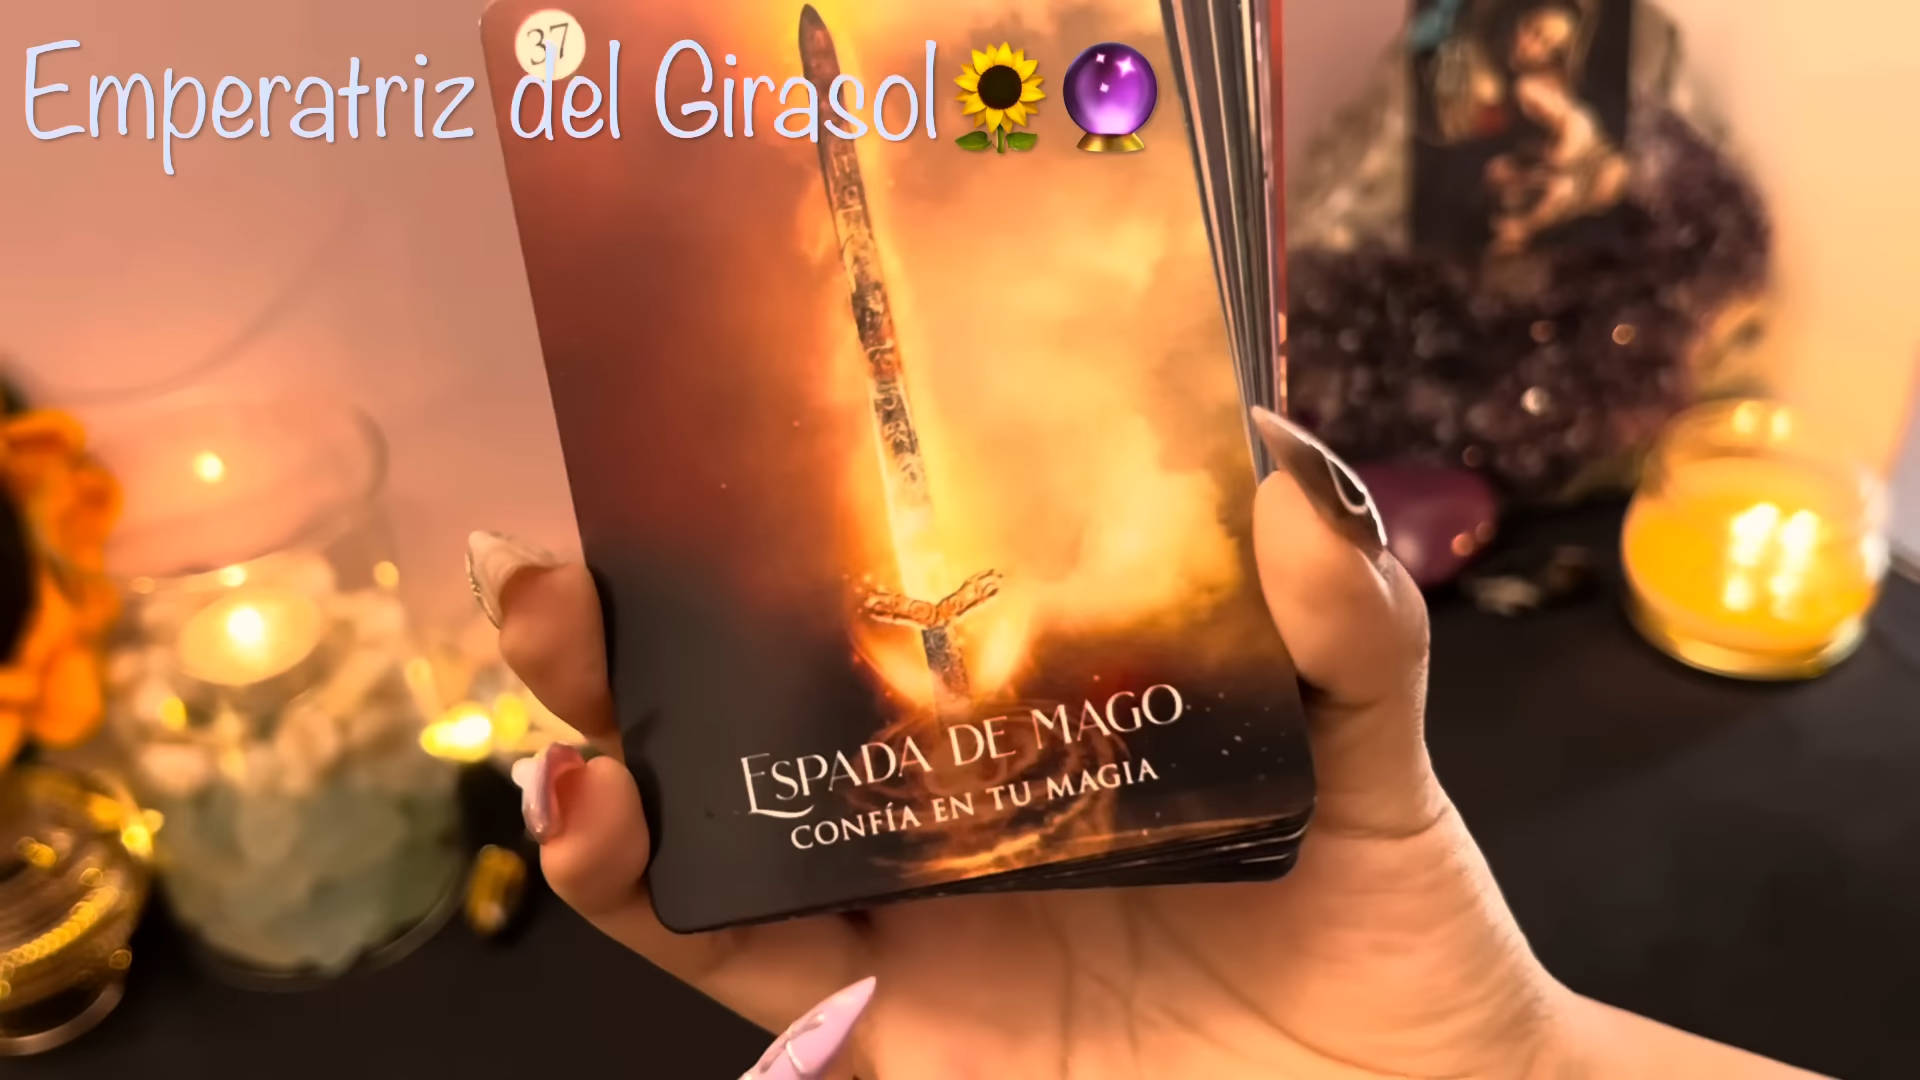 37
Emperatriz del Girasol🌻🔮
ESPADA DE MAGO
CONFÍA EN TU MAGIA